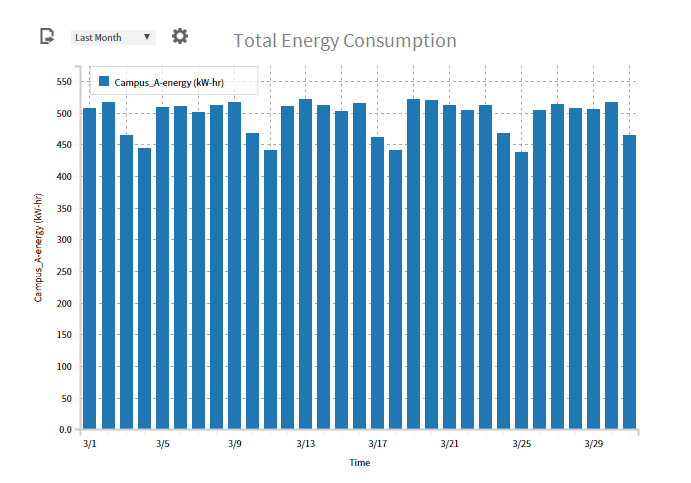 Last Month ▼
Total Energy Consumption
Campus_A-energy (kW-hr)
550
500
450
400
350
300
250
200
150
100
50
0.0
Campus_A-energy (kW-hr)
3/1 3/5 3/9 3/13 3/17 3/21 3/25 3/29
Time